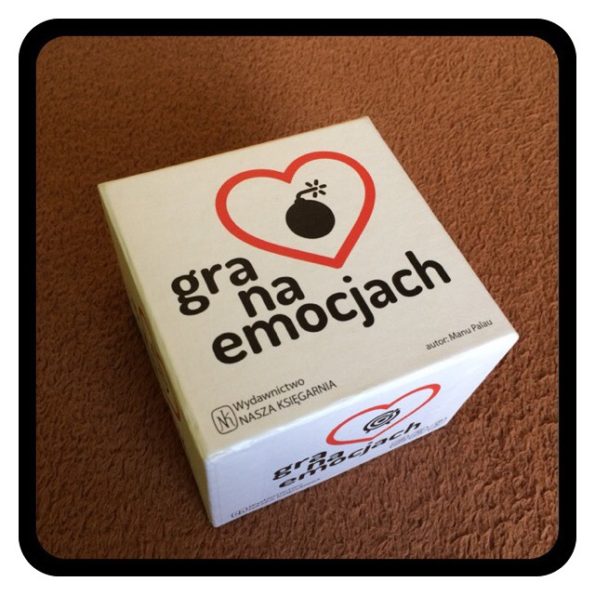 gra
na
emocjach
autor: Manu Palau
Wydawnictwo
NASZA KSIĘGARNIA
gra
na
emocjach